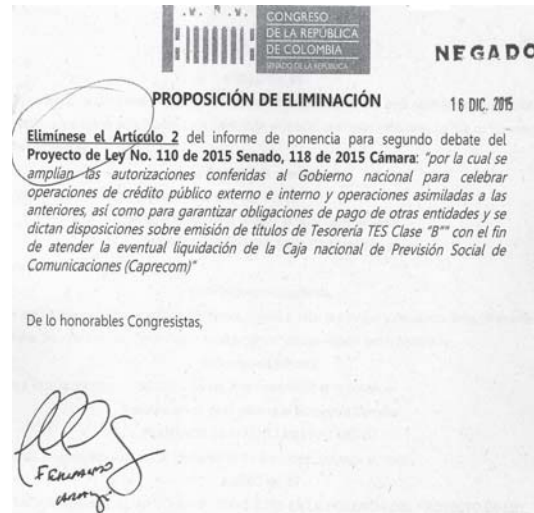 CONGRESO
DE LA REPÚBLICA
DE COLOMBIA
SENADO DE LA REPÚBLICA
NEGADO
PROPOSICIÓN DE ELIMINACIÓN
16 DIC. 2015
Elimínese el Artículo 2 del informe de ponencia para segundo debate del
Proyecto de Ley No. 110 de 2015 Senado, 118 de 2015 Cámara: "por la cual se
amplían las autorizaciones conferidas al Gobierno nacional para celebrar
operaciones de crédito público externo e interno y operaciones asimiladas a las
anteriores, así como para garantizar obligaciones de pago de otras entidades y se
dictan disposiciones sobre emisión de títulos de Tesorería TES Clase "B"" con el fin
de atender la eventual liquidación de la Caja nacional de Previsión Social de
Comunicaciones (Caprecom)"
De lo honorables Congresistas,
FERNANDO